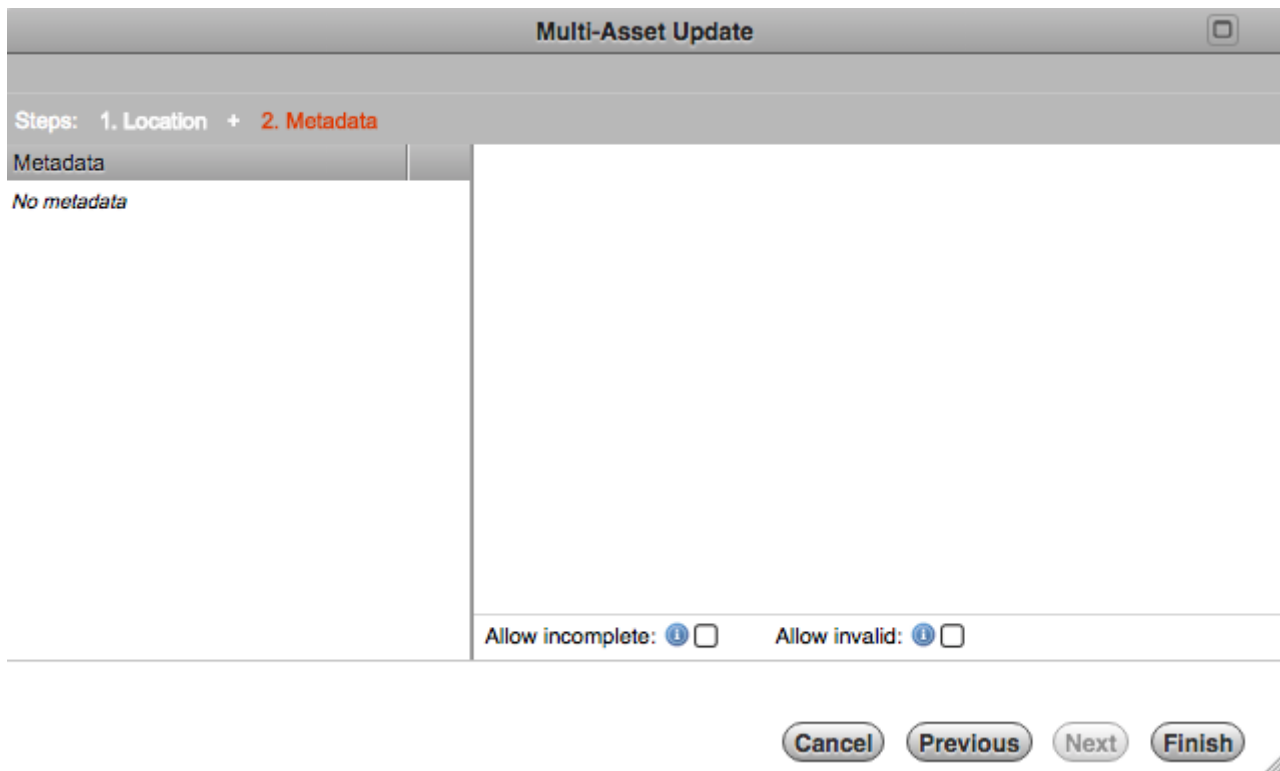 Multi-Asset Update
Steps: 1. Location + 2. Metadata
Metadata
No metadata
Allow incomplete: Allow invalid:
Cancel Previous Next Finish